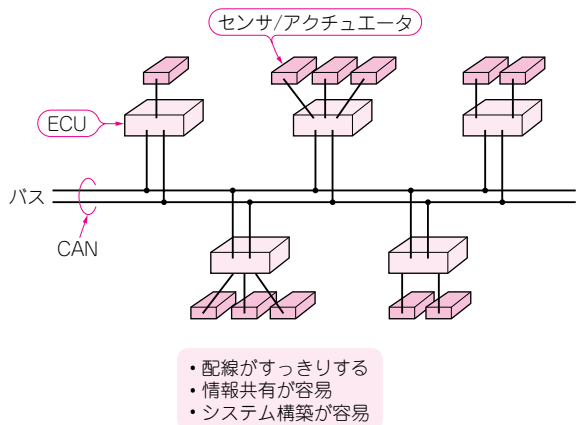 センサ/アクチュエータ
ECU
バス
CAN
・配線がすっきりする
・情報共有が容易
・システム構築が容易